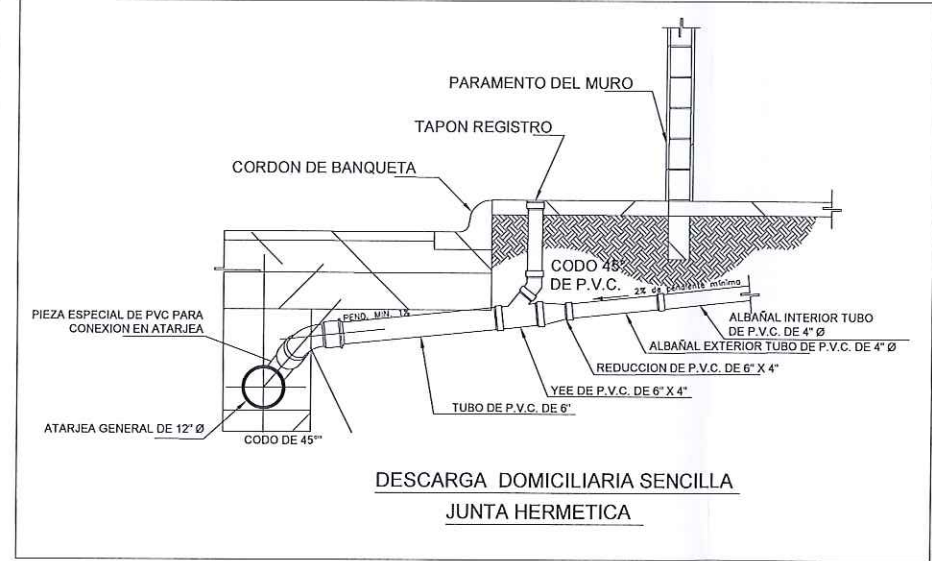 PARAMENTO DEL MURO
TAPON REGISTRO
CORDON DE BANQUETA
CODO 45°
DE P.V.C.
2% de pendiente mínima
PIEZA ESPECIAL DE PVC PARA
CONEXION EN ATARJEA
PEND. MIN. 1%
ALBAÑAL INTERIOR TUBO
DE P.V.C. DE 4" Ø
ALBAÑAL EXTERIOR TUBO DE P.V.C. DE 4" Ø
REDUCCION DE P.V.C. DE 6" X 4"
YEE DE P.V.C. DE 6" X 4"
TUBO DE P.V.C. DE 6"
ATARJEA GENERAL DE 12" Ø
CODO DE 45°"
DESCARGA DOMICILIARIA SENCILLA
JUNTA HERMETICA